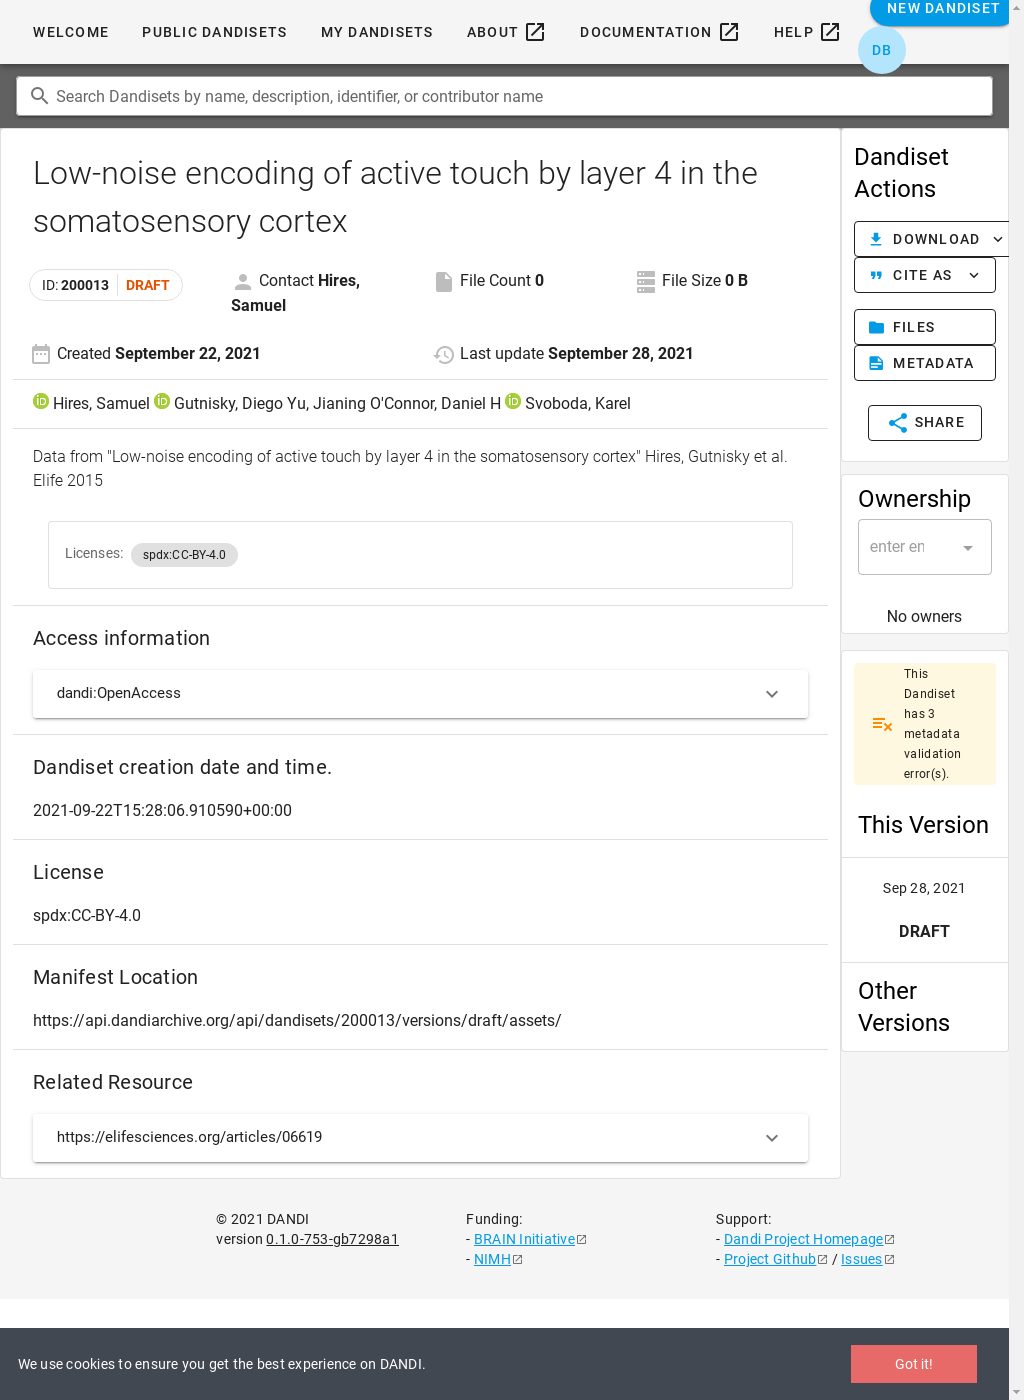 WELCOME PUBLIC DANDISETS MY DANDISETS ABOUT DOCUMENTATION HELP NEW DANDISET
DB
Search Dandisets by name, description, identifier, or contributor name
Low-noise encoding of active touch by layer 4 in the
somatosensory cortex
ID: 200013 DRAFT
Contact Hires,
Samuel
File Count 0
File Size 0 B
Created September 22, 2021
Last update September 28, 2021
iD Hires, Samuel iD Gutnisky, Diego Yu, Jianing O'Connor, Daniel H iD Svoboda, Karel
Data from "Low-noise encoding of active touch by layer 4 in the somatosensory cortex" Hires, Gutnisky et al.
Elife 2015
Licenses: spdx:CC-BY-4.0
Access information
dandi:OpenAccess
Dandiset creation date and time.
2021-09-22T15:28:06.910590+00:00
License
spdx:CC-BY-4.0
Manifest Location
https://api.dandiarchive.org/api/dandisets/200013/versions/draft/assets/
Related Resource
https://elifesciences.org/articles/06619
Dandiset
Actions
DOWNLOAD
CITE AS
FILES
METADATA
SHARE
Ownership
enter en
No owners
This
Dandiset
has 3
metadata
validation
error(s).
This Version
Sep 28, 2021
DRAFT
Other
Versions
© 2021 DANDI
version 0.1.0-753-gb7298a1
Funding:
- BRAIN Initiative
- NIMH
Support:
- Dandi Project Homepage
- Project Github / Issues
We use cookies to ensure you get the best experience on DANDI.
Got it!